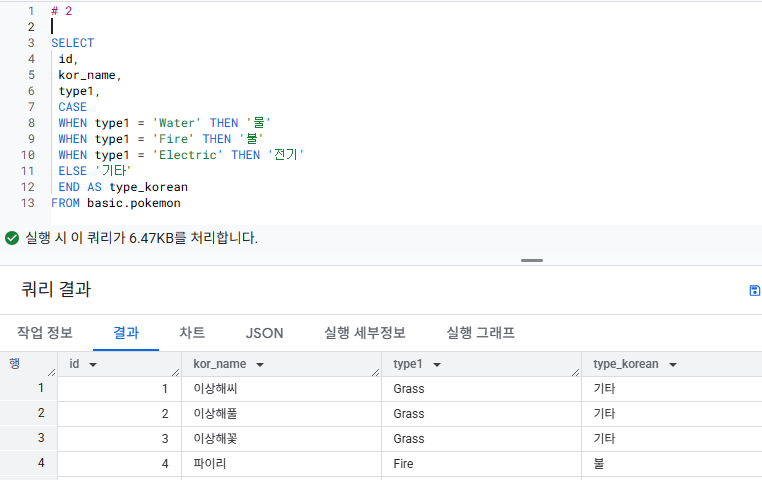 1 # 2
2
3 SELECT
4 id,
5 kor_name,
6 type1,
7 CASE
8 WHEN type1 = 'Water' THEN '물'
9 WHEN type1 = 'Fire' THEN '불'
10 WHEN type1 = 'Electric' THEN '전기'
11 ELSE '기타'
12 END AS type_korean
13 FROM basic.pokemon
실행 시 이 쿼리가 6.47KB를 처리합니다.
쿼리 결과
작업 정보 결과 차트 JSON 실행 세부정보 실행 그래프
행 id kor_name type1 type_korean
1 1 이상해씨 Grass 기타
2 2 이상해풀 Grass 기타
3 3 이상해꽃 Grass 기타
4 4 파이리 Fire 불